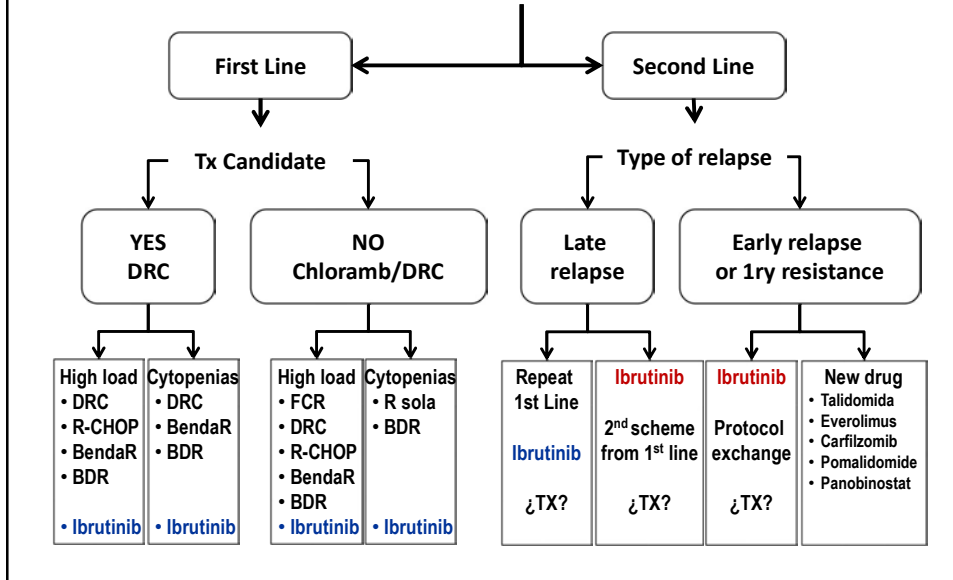 First Line
Second Line
Tx Candidate
Type of relapse
YES
DRC
NO
Chloramb/DRC
Late
relapse
Early relapse
or 1ry resistance
High load
• DRC
• R-CHOP
• BendaR
• BDR
• Ibrutinib
Cytopenias
• DRC
• BendaR
• BDR
• Ibrutinib
High load
• FCR
• DRC
• R-CHOP
• BendaR
• BDR
• Ibrutinib
Cytopenias
• R sola
• BDR
• Ibrutinib
Repeat
1st Line
Ibrutinib
¿TX?
Ibrutinib
2nd scheme
from 1st line
¿TX?
Ibrutinib
Protocol
exchange
¿TX?
New drug
• Talidomida
• Everolimus
• Carfilzomib
• Pomalidomide
• Panobinostat